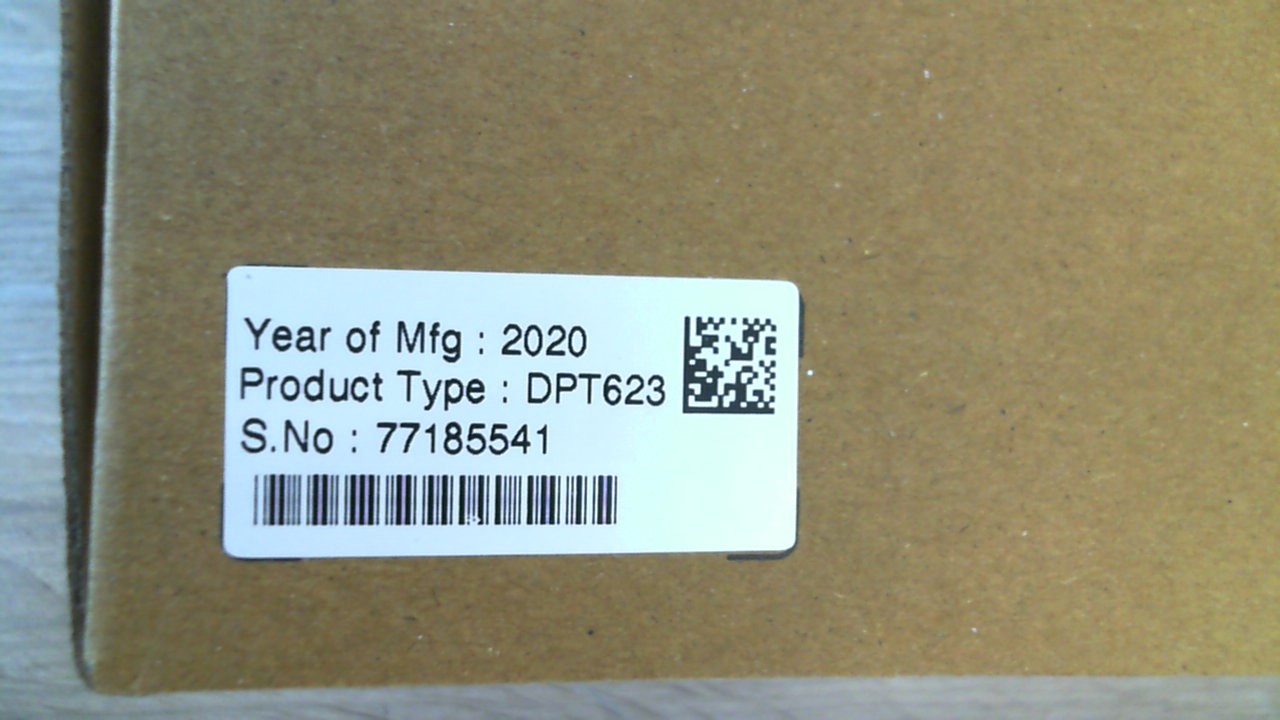 Year of Mfg : 2020
Product Type : DPT623
S.No : 77185541